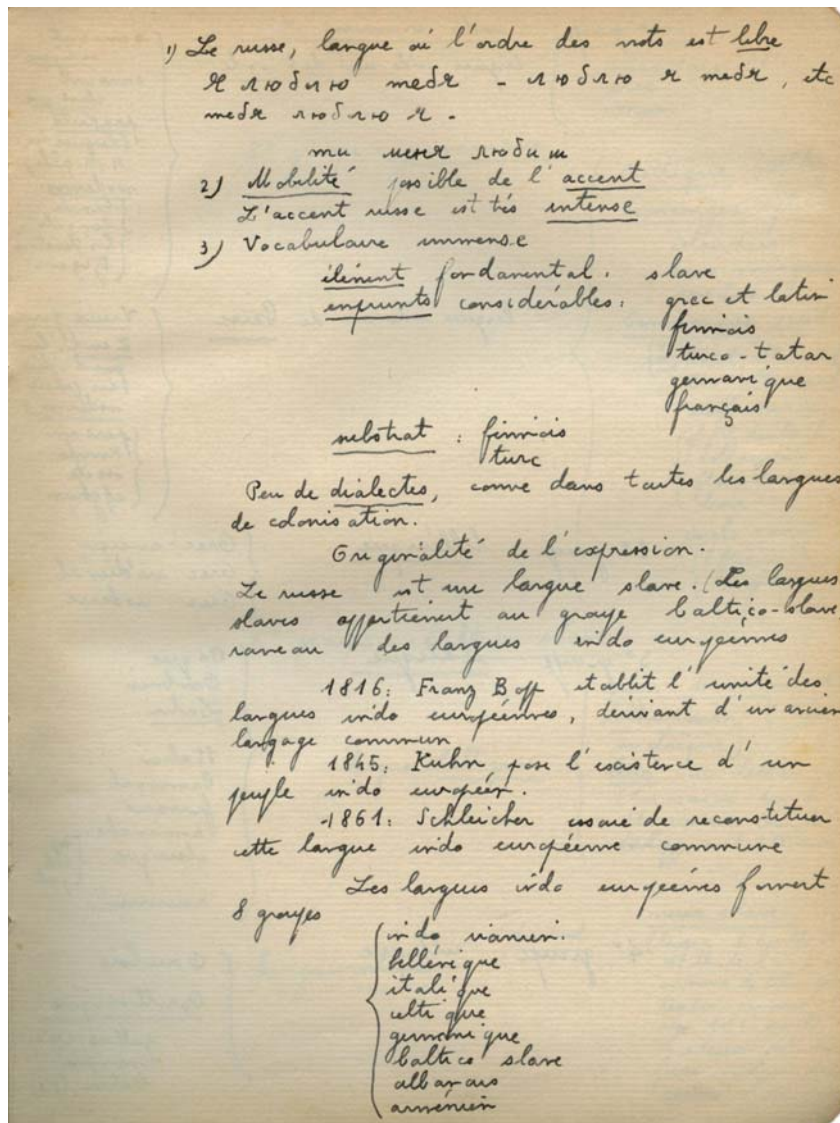 1) Le russe, langue où l'ordre des mots est libre
Я люблю тебя - люблю я тебя, etc
тебя люблю я -
ти меня любиш
2) Mobilité possible de l'accent
L'accent russe est très intense
3) Vocabulaire immense
élément fondamental. slave
emprunts considérables: grec et latin
finnois
turco-tatar
germanique
français
substrat: finnois
turc
Peu de dialectes, comme dans toutes les langues
de colonisation.
Originalité de l'expression.
Le russe est une langue slave. (Les langues
slaves appartiennent au groupe baltico-slave
rameau des langues indo européennes
1816: Franz Bopp établit l'unité des
langues indo européennes, derivant d'un ancien
langage commun
1845: Kuhn, pose l'existence d'un
peuple indo européen.
1861: Schleicher essaie de reconstituer
cette langue indo européenne commune
Les langues indo européennes forment
8 groupes
indo iranien.
hellénique
italique
celtique
germanique
baltico slave
albanais
arménien